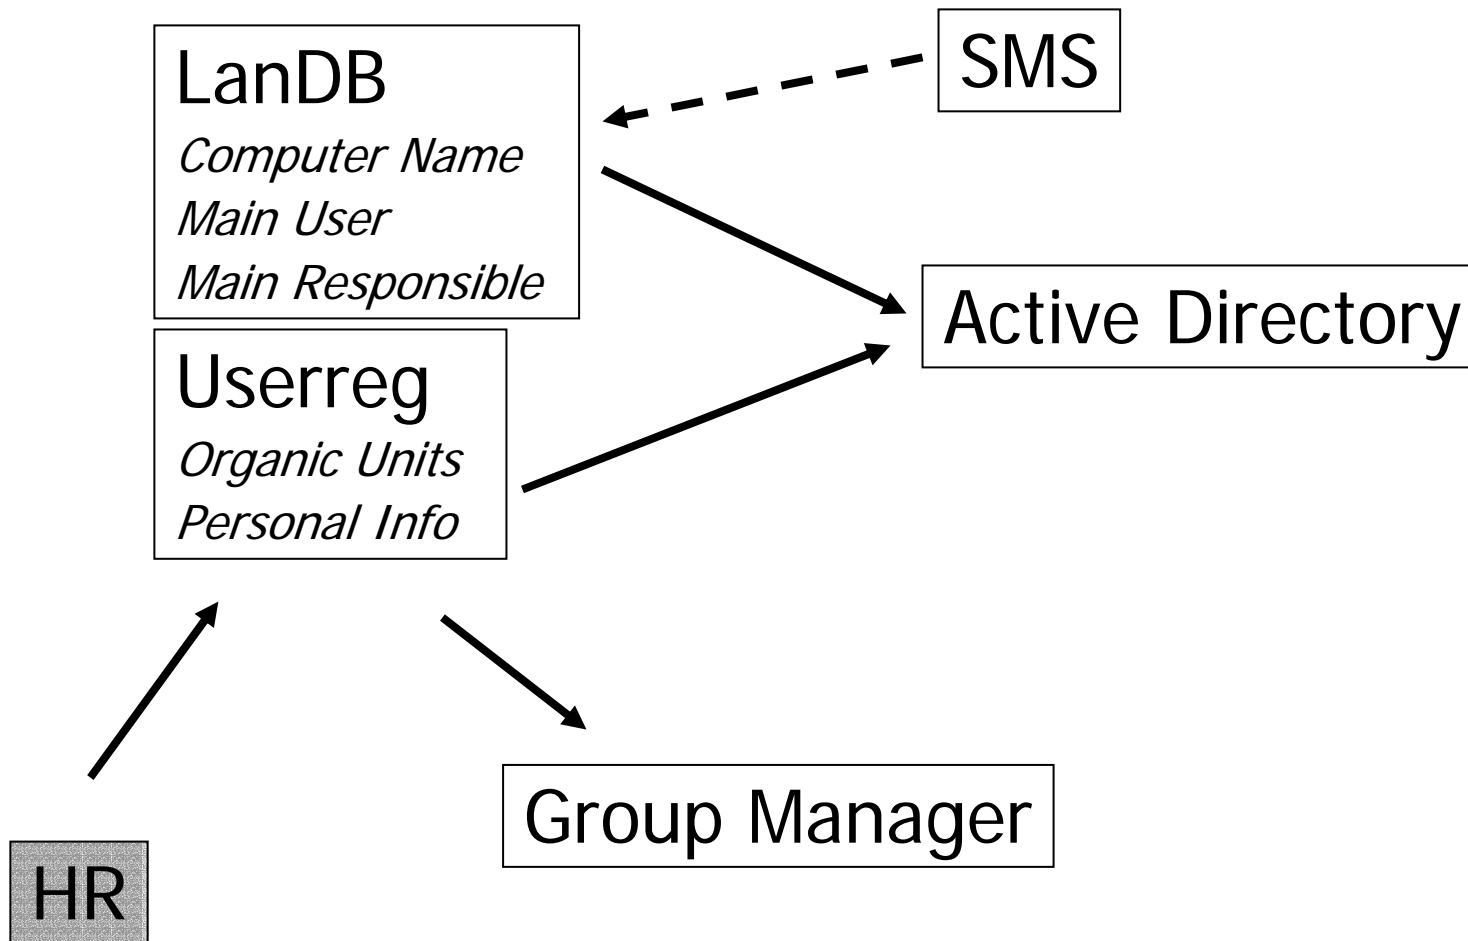 LanDB
Computer Name
Main User
Main Responsible
SMS
Active Directory
Userreg
Organic Units
Personal Info
Group Manager
HR